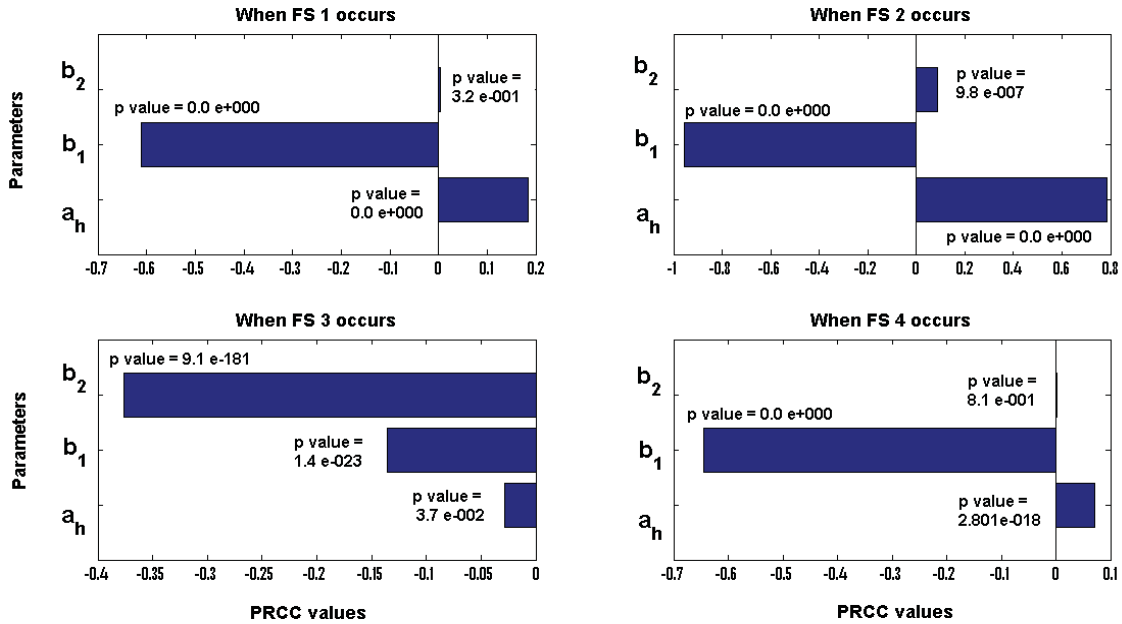 When FS 1 occurs
Parameters
b2
b1
ah
p value =
3.2 e-001
p value = 0.0 e+000
p value =
0.0 e+000
-0.7 -0.6 -0.5 -0.4 -0.3 -0.2 -0.1 0 0.1 0.2
When FS 2 occurs
b2
b1
ah
p value =
9.8 e-007
p value = 0.0 e+000
p value = 0.0 e+000
-1 -0.8 -0.6 -0.4 -0.2 0 0.2 0.4 0.6 0.8
When FS 3 occurs
Parameters
b2
b1
ah
p value = 9.1 e-181
p value =
1.4 e-023
p value =
3.7 e-002
-0.4 -0.35 -0.3 -0.25 -0.2 -0.15 -0.1 -0.05 0
PRCC values
When FS 4 occurs
b2
b1
ah
p value =
8.1 e-001
p value = 0.0 e+000
p value =
2.801e-018
-0.7 -0.6 -0.5 -0.4 -0.3 -0.2 -0.1 0 0.1
PRCC values